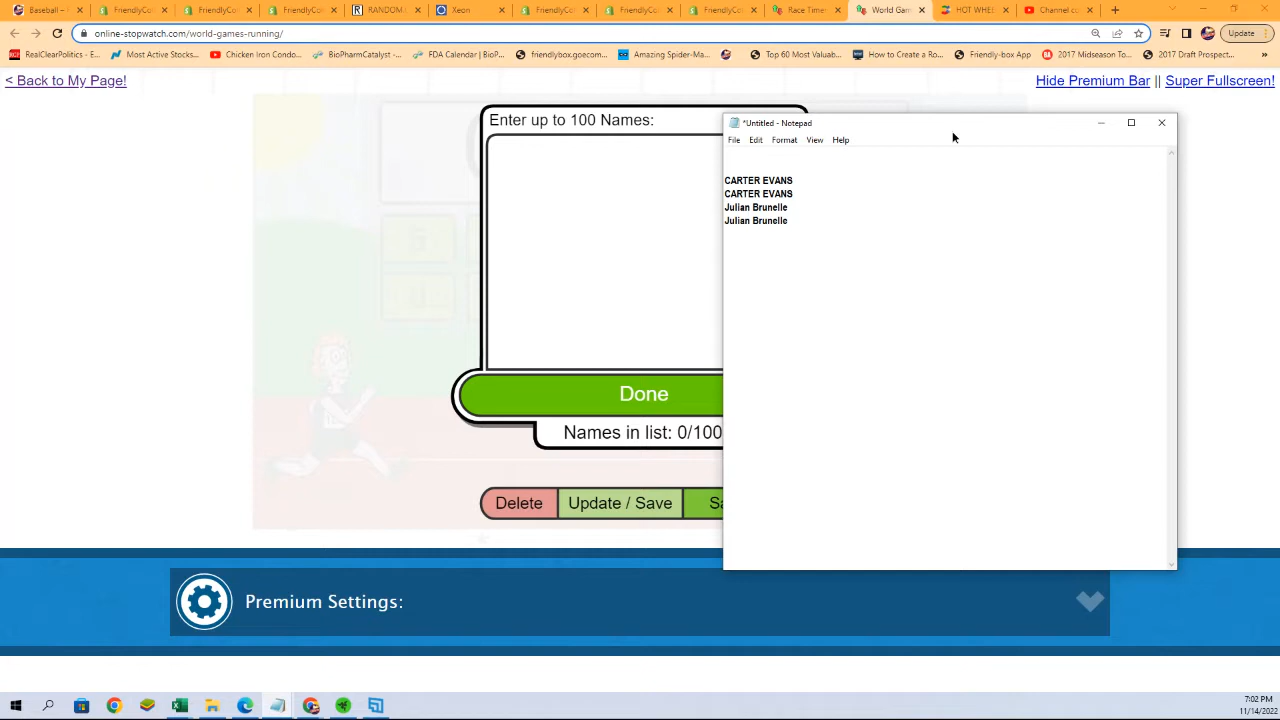 Baseball –
FriendlyCo
FriendlyCo
FriendlyCo
RANDOM
Xeon
FriendlyCo
FriendlyCo
FriendlyCo
Race Timer
World Gam
HOT WHEE
Channel co
online-stopwatch.com/world-games-running/
Update
RealClearPolitics - E...
Most Active Stocks...
Chicken Iron Condo...
BioPharmCatalyst -...
FDA Calendar | BioP...
friendlybox.goecom...
Amazing Spider-Ma...
Top 60 Most Valuab...
How to Create a Ro...
Friendly-box App
2017 Midseason To...
2017 Draft Prospect...
»
< Back to My Page!
Hide Premium Bar || Super Fullscreen!
Enter up to 100 Names:
*Untitled - Notepad
File Edit Format View Help
CARTER EVANS
CARTER EVANS
Julian Brunelle
Julian Brunelle
Done
Names in list: 0/100
Delete
Update / Save
Sa
Premium Settings:
7:02 PM
11/14/2022